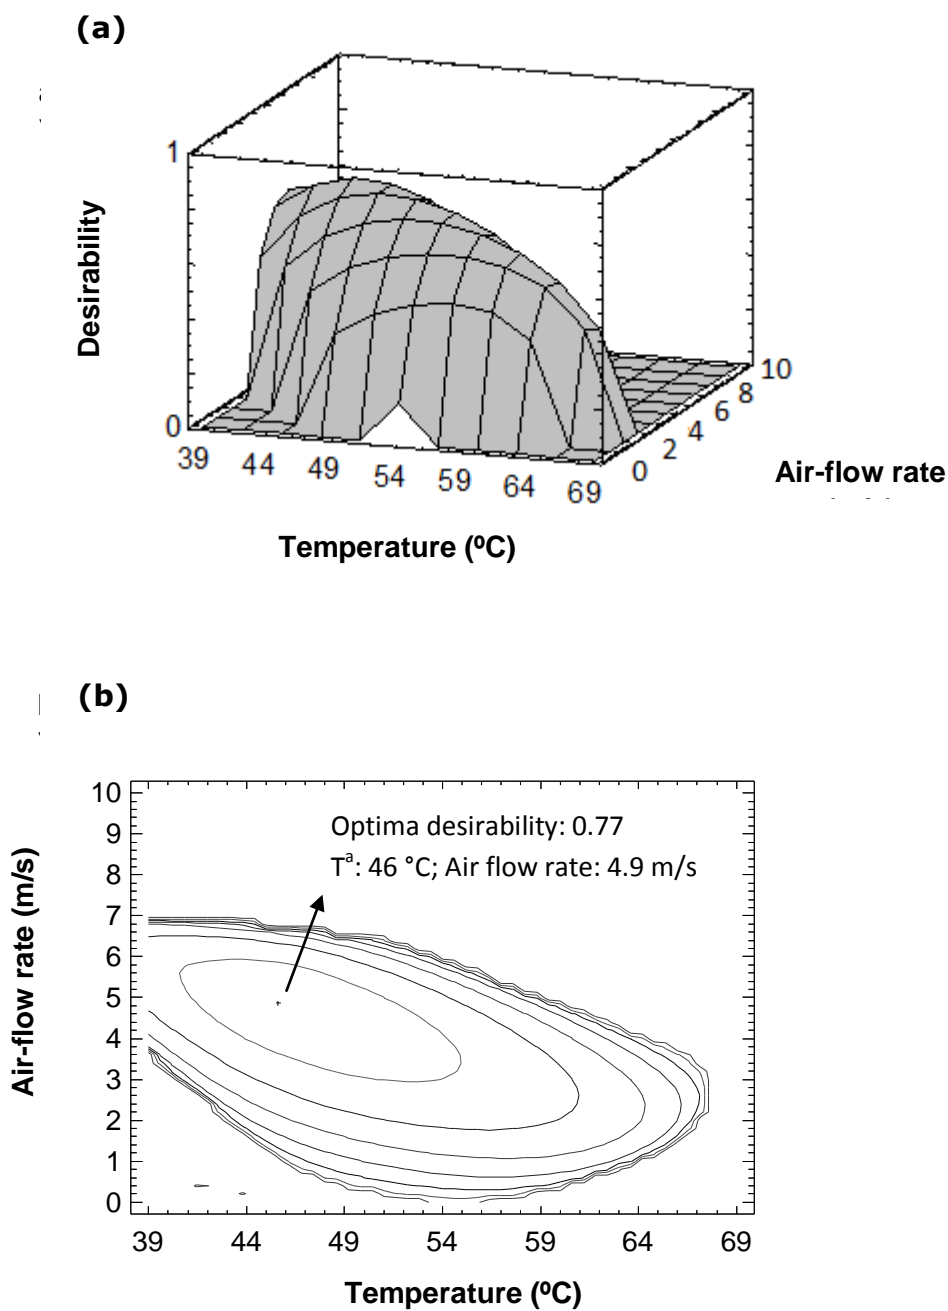 (a)
1
Desirability
0
39 44 49 54 59 64 69
0 2 4 6 8 10
Air-flow rate
Temperature (ºC)
(b)
10
9
8
7
6
5
4
3
2
1
0
Air-flow rate (m/s)
Optima desirability: 0.77
Tª: 46 °C; Air flow rate: 4.9 m/s
39 44 49 54 59 64 69
Temperature (ºC)